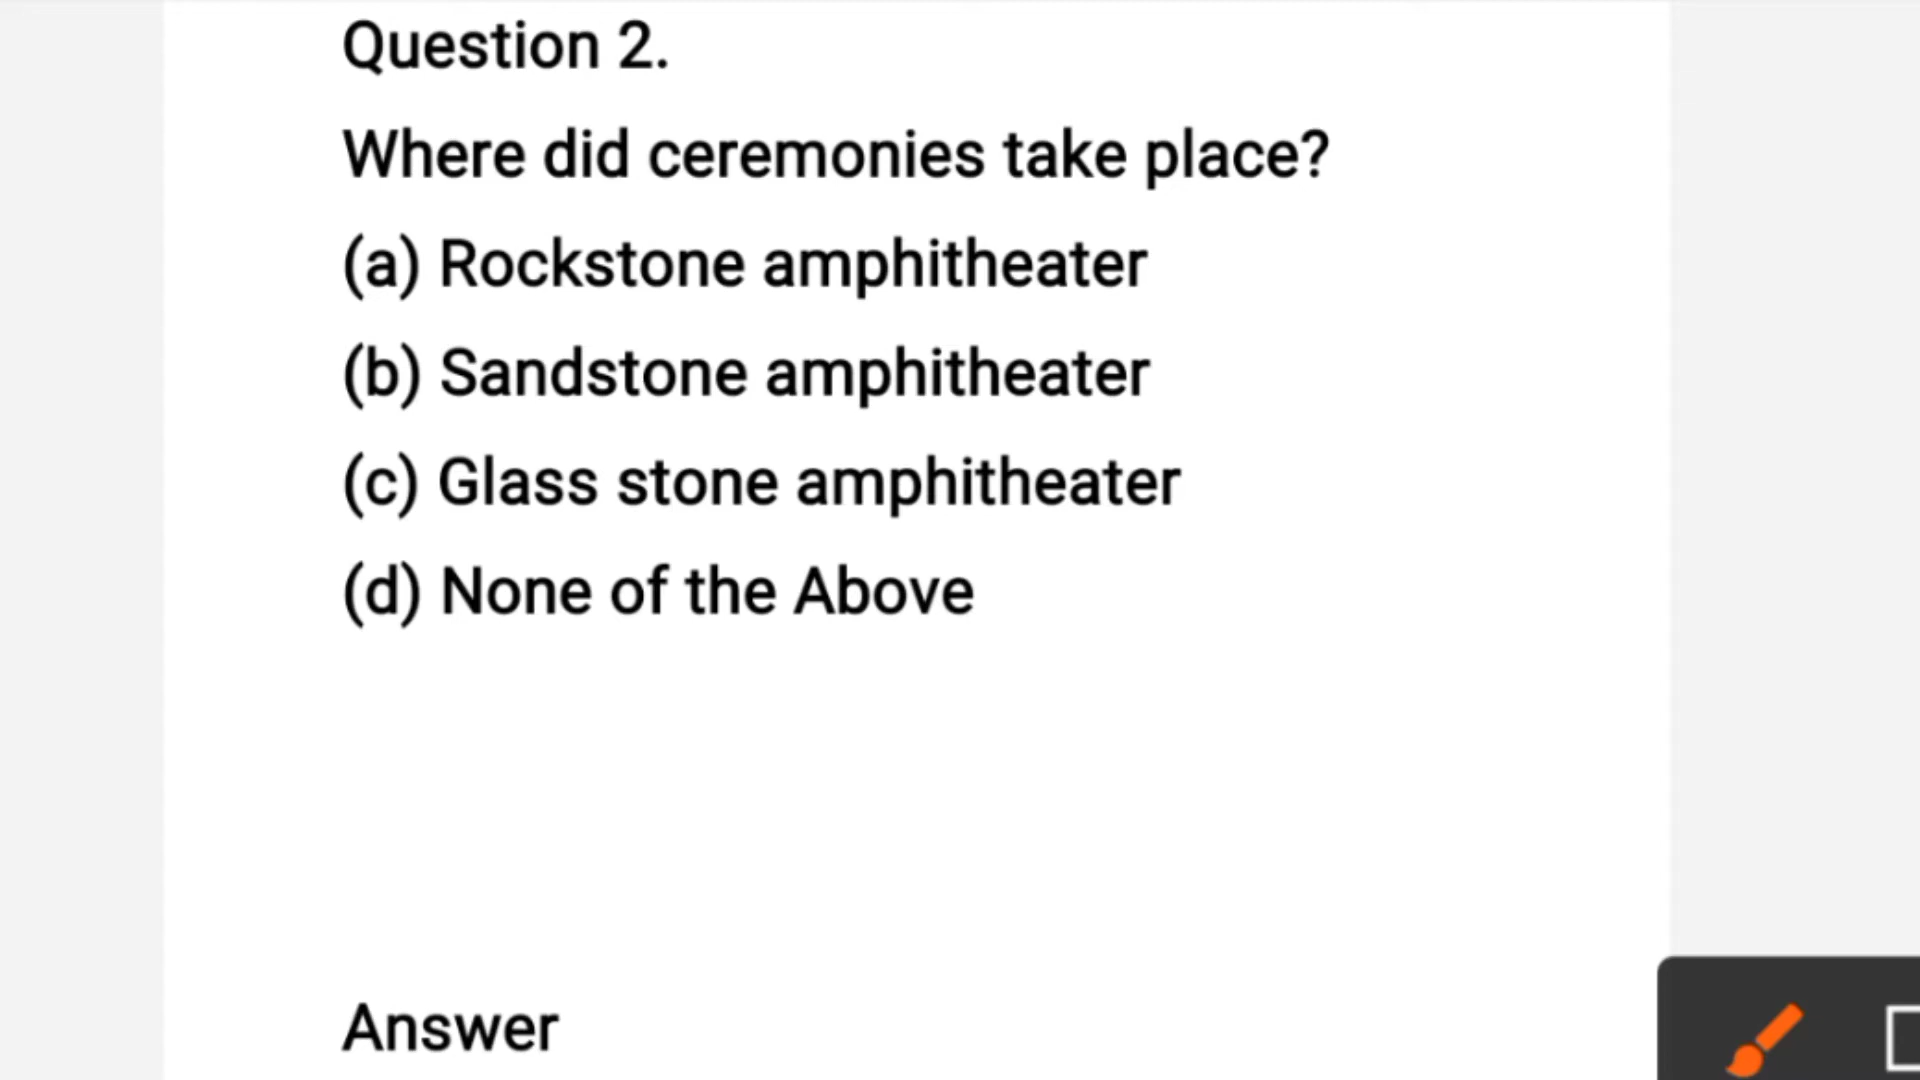 Question 2.
Where did ceremonies take place?
(a) Rockstone amphitheater
(b) Sandstone amphitheater
(c) Glass stone amphitheater
(d) None of the Above
Answer